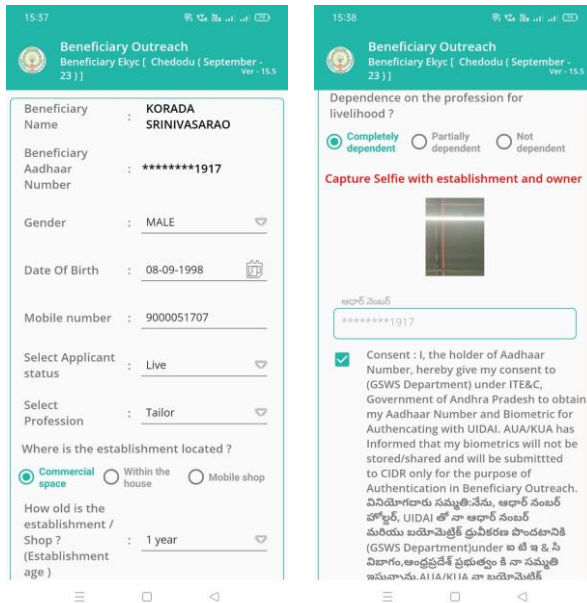 15:37
Beneficiary Outreach
Beneficiary Ekyc [ Chedodu ( September -
23 ) ]
Ver - 15.5
Beneficiary
Name
:
KORADA
SRINIVASARAO
Beneficiary
Aadhaar
Number
: ********1917
Gender : MALE
Date Of Birth : 08-09-1998
Mobile number : 9000051707
Select Applicant
status
: Live
Select
Profession
: Tailor
Where is the establishment located ?
Commercial
space
Within the
house
Mobile shop
How old is the
establishment /
Shop ?
(Establishment
age )
: 1 year
15:38
Beneficiary Outreach
Beneficiary Ekyc [ Chedodu ( September -
23 ) ]
Ver - 15.5
Dependence on the profession for
livelihood ?
Completely
dependent
Partially
dependent
Not
dependent
Capture Selfie with establishment and owner
ఆధార్ నెంబర్
********1917
Consent : I, the holder of Aadhaar
Number, hereby give my consent to
(GSWS Department) under ITE&C,
Government of Andhra Pradesh to obtain
my Aadhaar Number and Biometric for
Authencating with UIDAI. AUA/KUA has
Informed that my biometrics will not be
stored/shared and will be submittted
to CIDR only for the purpose of
Authentication in Beneficiary Outreach.
వినియోగదారు సమ్మతి:నేను, ఆధార్ నంబర్
హోల్డర్, UIDAI తో నా ఆధార్ నంబర్
మరియు బయోమెట్రిక్ ధ్రువీకరణ పొందటానికి
(GSWS Department)under ఐ టీ ఇ & సి
విభాగం,ఆంధ్రప్రదేశ్ ప్రభుత్వం కి నా సమ్మతి
ఇస్తున్నాను.AUA/KUA నా బయోమెట్రిక్